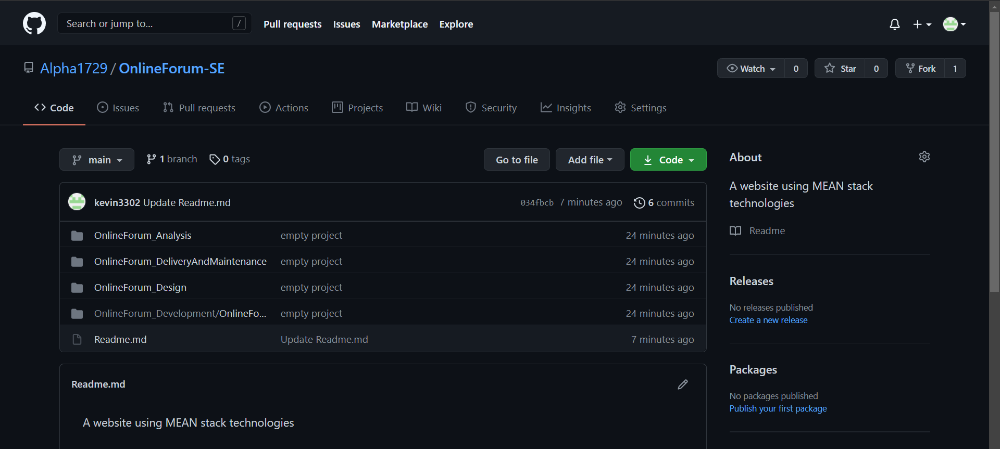 Search or jump to... /
Pull requests Issues Marketplace Explore
Alpha1729 / OnlineForum-SE
Watch 0 Star 0 Fork 1
Code Issues Pull requests Actions Projects Wiki Security Insights Settings
main 1 branch 0 tags Go to file Add file Code
kevin3302 Update Readme.md 034fbcb 7 minutes ago 6 commits
OnlineForum_Analysis empty project 24 minutes ago
OnlineForum_DeliveryAndMaintenance empty project 24 minutes ago
OnlineForum_Design empty project 24 minutes ago
OnlineForum_Development/OnlineFo... empty project 24 minutes ago
Readme.md Update Readme.md 7 minutes ago
Readme.md
A website using MEAN stack technologies
About
A website using MEAN stack
technologies
Readme
Releases
No releases published
Create a new release
Packages
No packages published
Publish your first package